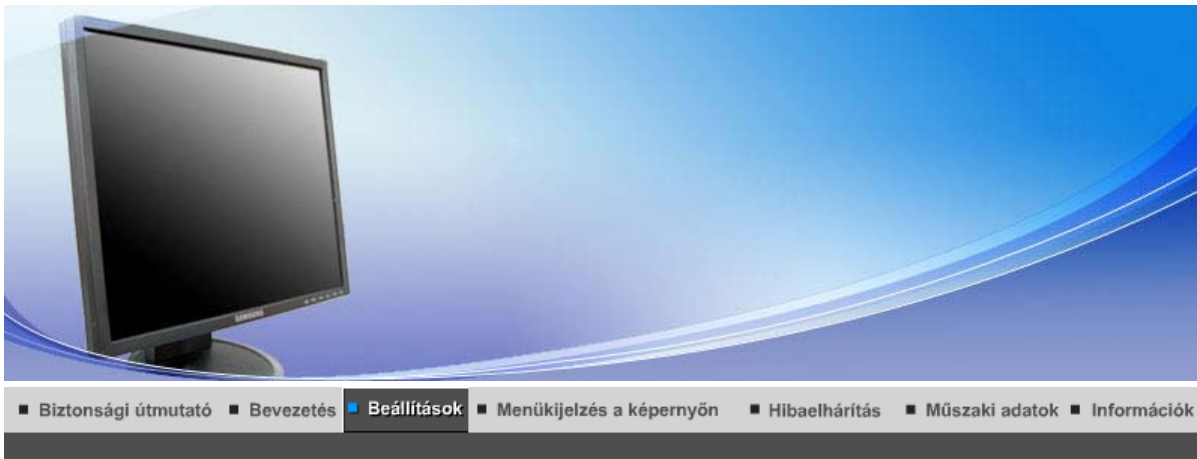 SAMSUNG
Biztonsági útmutató Bevezetés Beállítások Menükijelzés a képernyőn Hibaelhárítás Műszaki adatok Információk